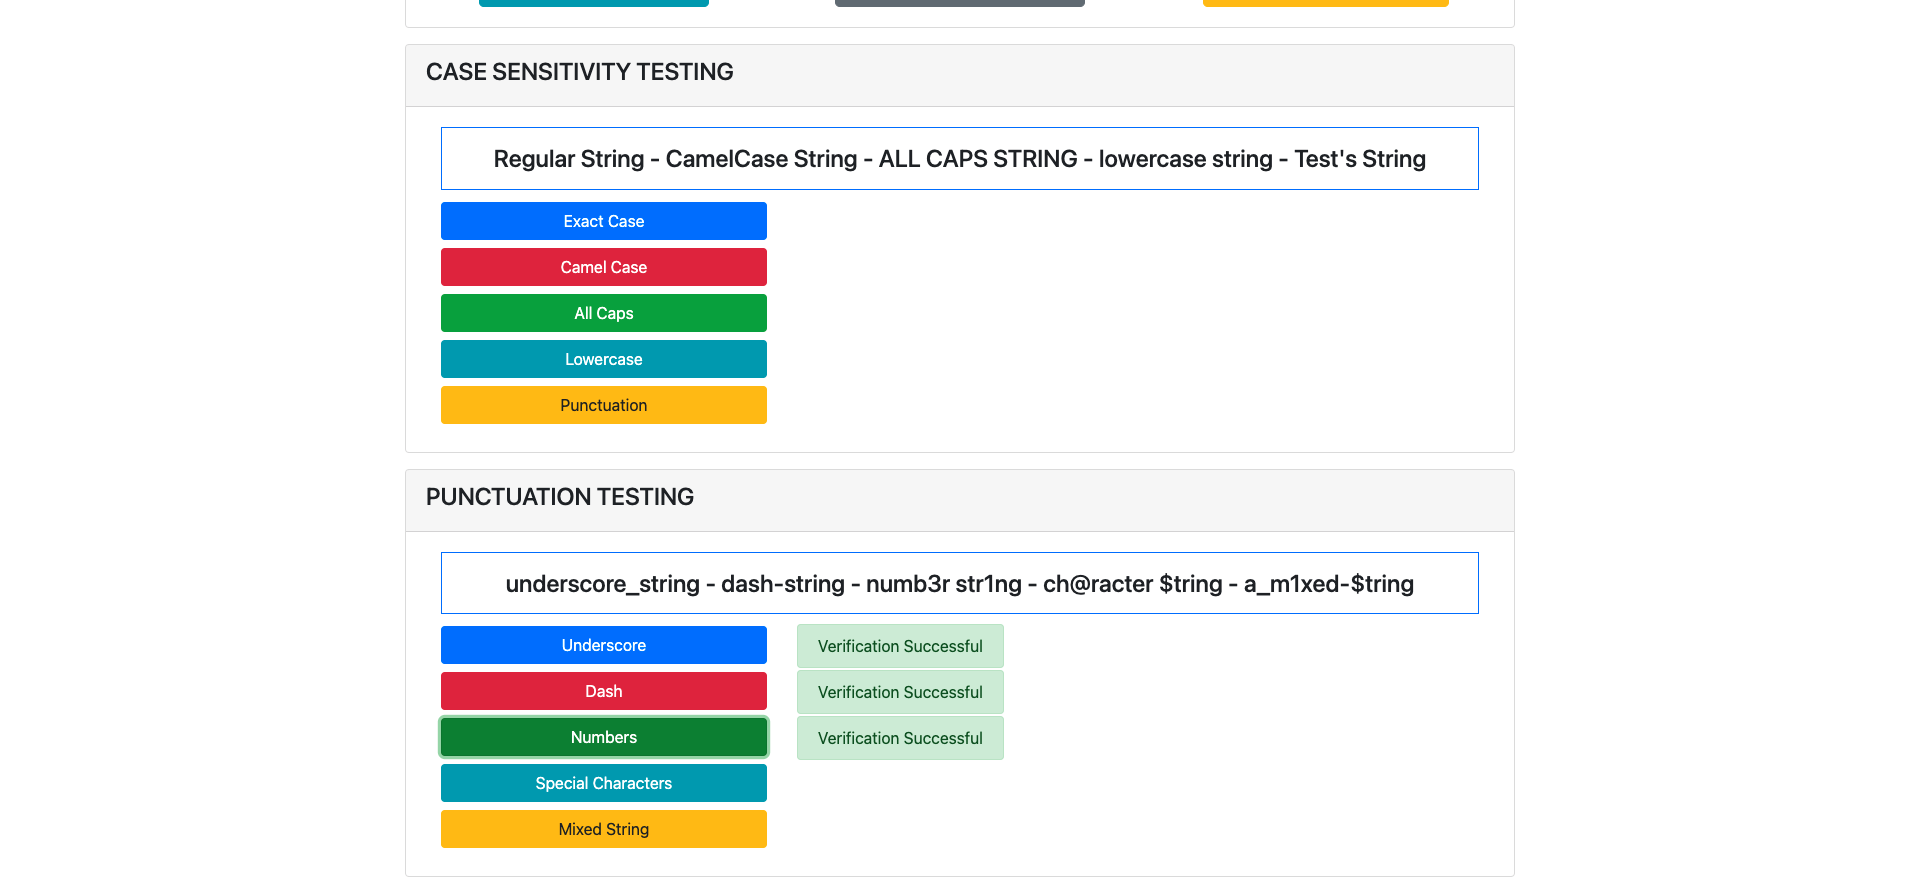 CASE SENSITIVITY TESTING
Regular String - CamelCase String - ALL CAPS STRING - lowercase string - Test's String
Exact Case
Camel Case
All Caps
Lowercase
Punctuation
PUNCTUATION TESTING
underscore_string - dash-string - numb3r str1ng - ch@racter $tring - a_m1xed-$tring
Underscore
Verification Successful
Dash
Verification Successful
Numbers
Verification Successful
Special Characters
Mixed String